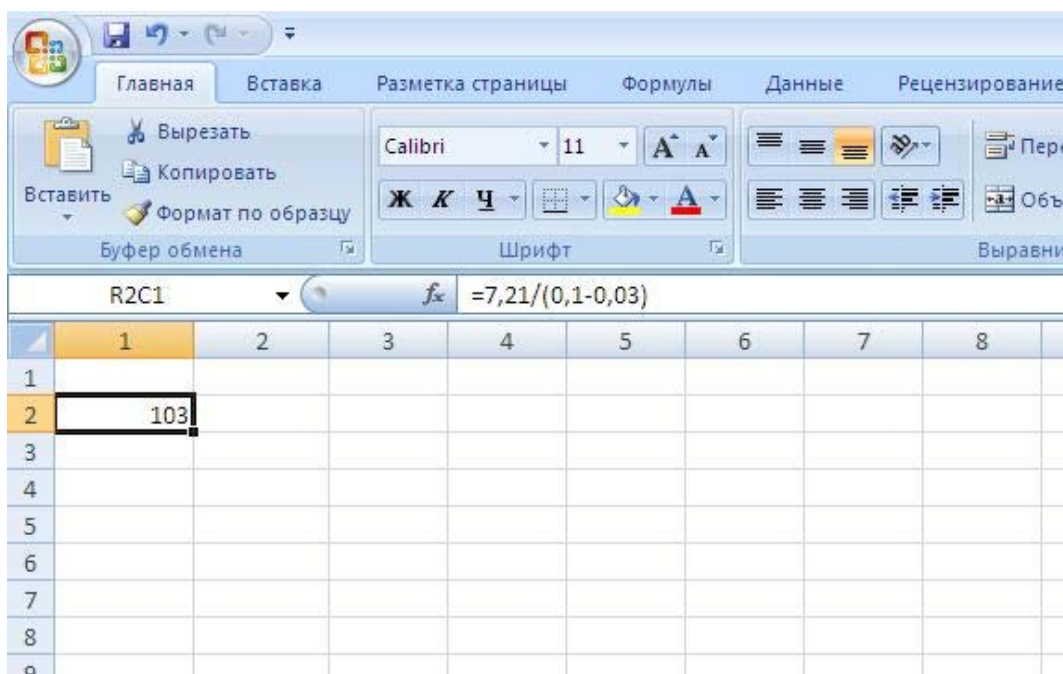 Главная Вставка Разметка страницы Формулы Данные Рецензирование
Вырезать
Calibri 11 А А
Копировать
Вставить
Ж К Ч А
Формат по образцу
Буфер обмена Шрифт
R2C1 fx =7,21/(0,1-0,03)
1 2 3 4 5 6 7 8
1
2 103
3
4
5
6
7
8